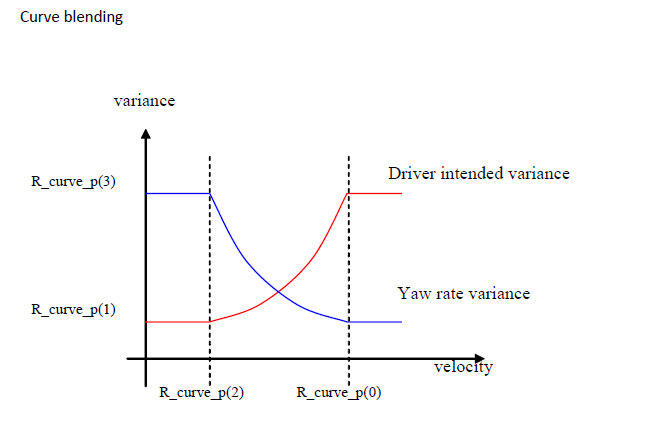 Curve blending
variance
Driver intended variance
R_curve_p(3)
Yaw rate variance
R_curve_p(1)
velocity
R_curve_p(2)
R_curve_p(0)